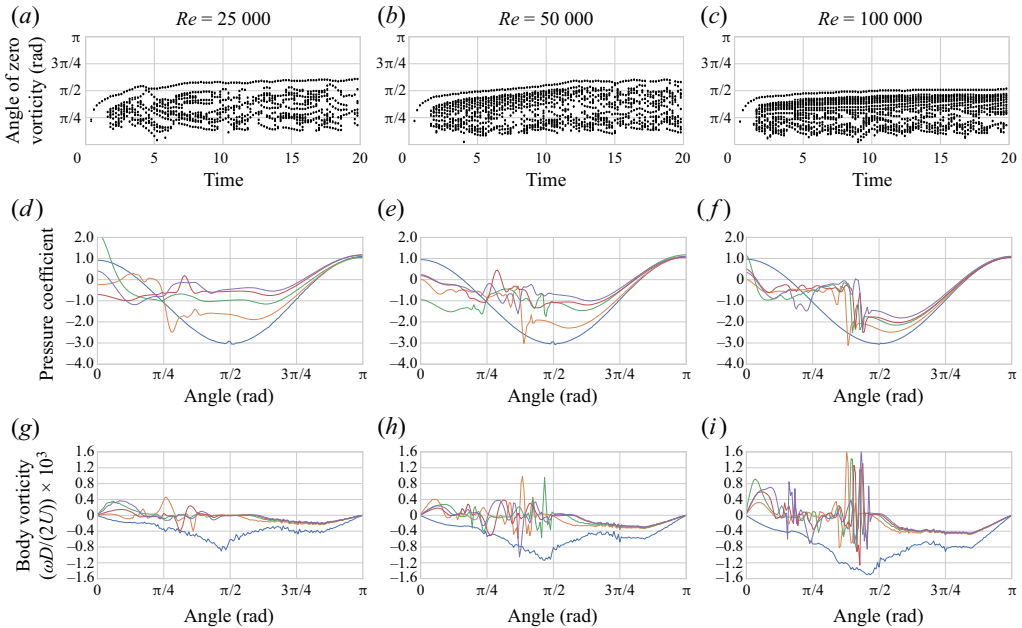 (a) Re = 25 000
(b) Re = 50 000
(c) Re = 100 000
Angle of zero
vorticity (rad)
π
3π/4
π/2
π/4
0
5 10 15 20
5 10 15 20
5 10 15 20
π
3π/4
π/2
π/4
π
3π/4
π/2
π/4
Time
Time
Time
(d)
(e)
(f)
Pressure coefficient
2.0
1.0
0
–1.0
–2.0
–3.0
–4.0
2.0
1.0
0
–1.0
–2.0
–3.0
–4.0
2.0
1.0
0
–1.0
–2.0
–3.0
–4.0
0 π/4 π/2 3π/4 π
0 π/4 π/2 3π/4 π
0 π/4 π/2 3π/4 π
Angle (rad)
Angle (rad)
Angle (rad)
(g)
(h)
(i)
Body vorticity
(ωD/(2U)) × 10³
1.6
1.2
0.8
0.4
0
–0.4
–0.8
–1.2
–1.6
1.6
1.2
0.8
0.4
0
–0.4
–0.8
–1.2
–1.6
1.6
1.2
0.8
0.4
0
–0.4
–0.8
–1.2
–1.6
0 π/4 π/2 3π/4 π
0 π/4 π/2 3π/4 π
0 π/4 π/2 3π/4 π
Angle (rad)
Angle (rad)
Angle (rad)